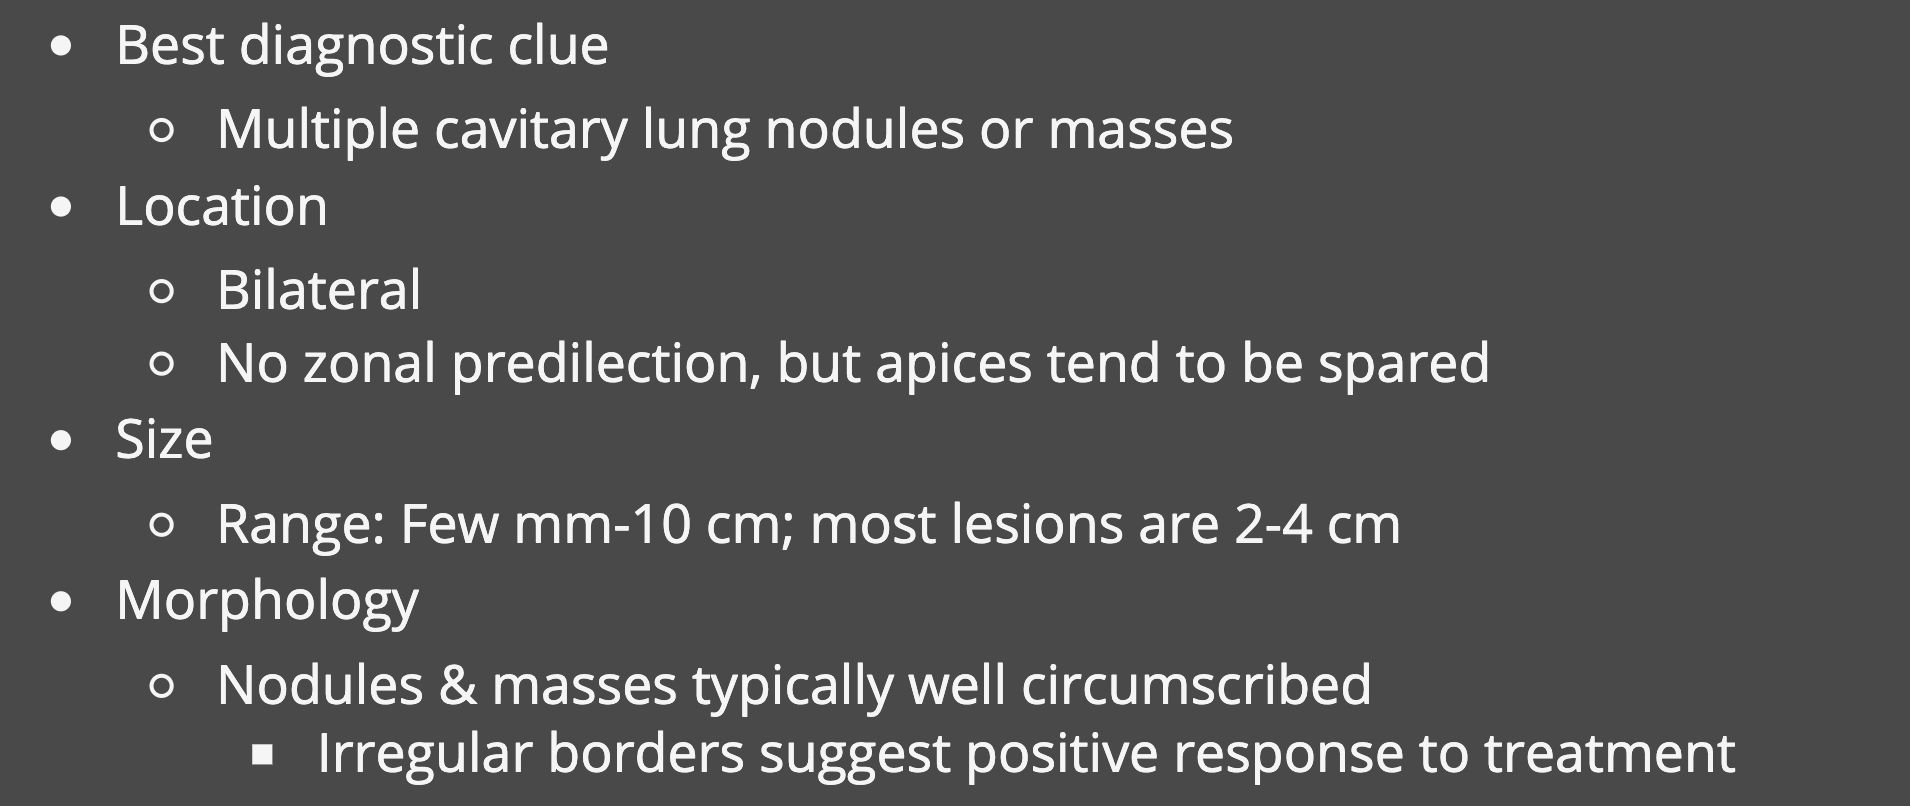 • Best diagnostic clue
○ Multiple cavitary lung nodules or masses
• Location
○ Bilateral
○ No zonal predilection, but apices tend to be spared
• Size
○ Range: Few mm-10 cm; most lesions are 2-4 cm
• Morphology
○ Nodules & masses typically well circumscribed
■ Irregular borders suggest positive response to treatment